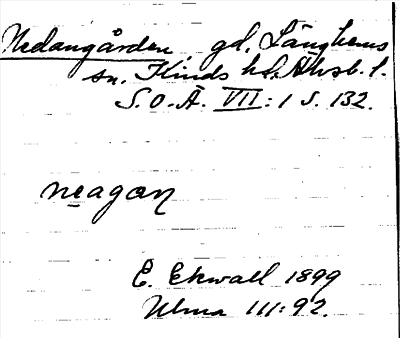 Nedangården, gd, Länghems
sn. Kinds hd. Älvsb. l.
S.O.Ä. VII: 1 S. 132.
neagan
E. Ekwall 1899
Ulma 111:92.